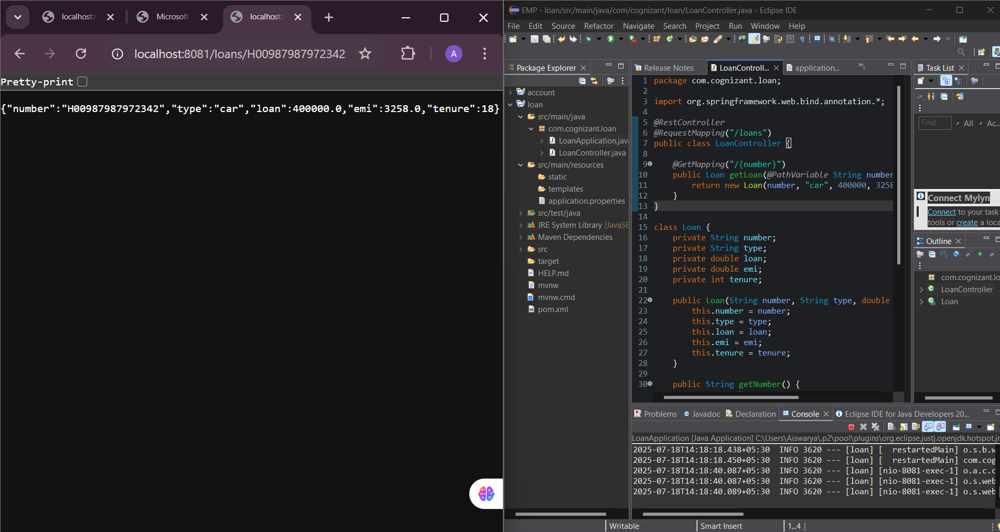 localhost:8
Microsoft
localhost:
localhost:8081/loans/H00987987972342
A
Pretty-print
{"number":"H00987987972342","type":"car","loan":400000.0,"emi":3258.0,"tenure":18}
EMP - loan/src/main/java/com/cognizant/loan/LoanController.java - Eclipse IDE
File Edit Source Refactor Navigate Search Project Run Window Help
Package Explorer
account
loan
src/main/java
com.cognizant.loan
LoanApplication.java
LoanController.java
src/main/resources
static
templates
application.properties
src/test/java
JRE System Library [JavaSE
Maven Dependencies
src
target
HELP.md
mvnw
mvnw.cmd
pom.xml
Release Notes
LoanControll...
application...
»1
1 package com.cognizant.loan;
2
3 import org.springframework.web.bind.annotation.*;
4
5 @RestController
6 @RequestMapping("/loans")
7 public class LoanController {
8
9 @GetMapping("/{number}")
10 public Loan getLoan(@PathVariable String number
11 return new Loan(number, "car", 400000, 3258
12 }
13 }
14
15 class Loan {
16 private String number;
17 private String type;
18 private double loan;
19 private double emi;
20 private int tenure;
21
22 public Loan(String number, String type, double
23 this.number = number;
24 this.type = type;
25 this.loan = loan;
26 this.emi = emi;
27 this.tenure = tenure;
28 }
29
30 public String getNumber() {
Task List
Find
All
Ac...
Connect Mylyn
Connect to your task
tools or create a loca
Outline
com.cognizant.lo
LoanController
Loan
Problems
Javadoc
Declaration
Console
Eclipse IDE for Java Developers 20...
LoanApplication [Java Application] C:\Users\Aiswarya\.p2\pool\plugins\org.eclipse.justj.openjdk.hotspot.jr
2025-07-18T14:18:18.438+05:30 INFO 3620 --- [loan] [ restartedMain] o.s.b.w
2025-07-18T14:18:18.450+05:30 INFO 3620 --- [loan] [ restartedMain] com.cog
2025-07-18T14:18:40.087+05:30 INFO 3620 --- [loan] [nio-8081-exec-1] o.a.c.c
2025-07-18T14:18:40.087+05:30 INFO 3620 --- [loan] [nio-8081-exec-1] o.s.web
2025-07-18T14:18:40.089+05:30 INFO 3620 --- [loan] [nio-8081-exec-1] o.s.web
Writable
Smart Insert
1...4